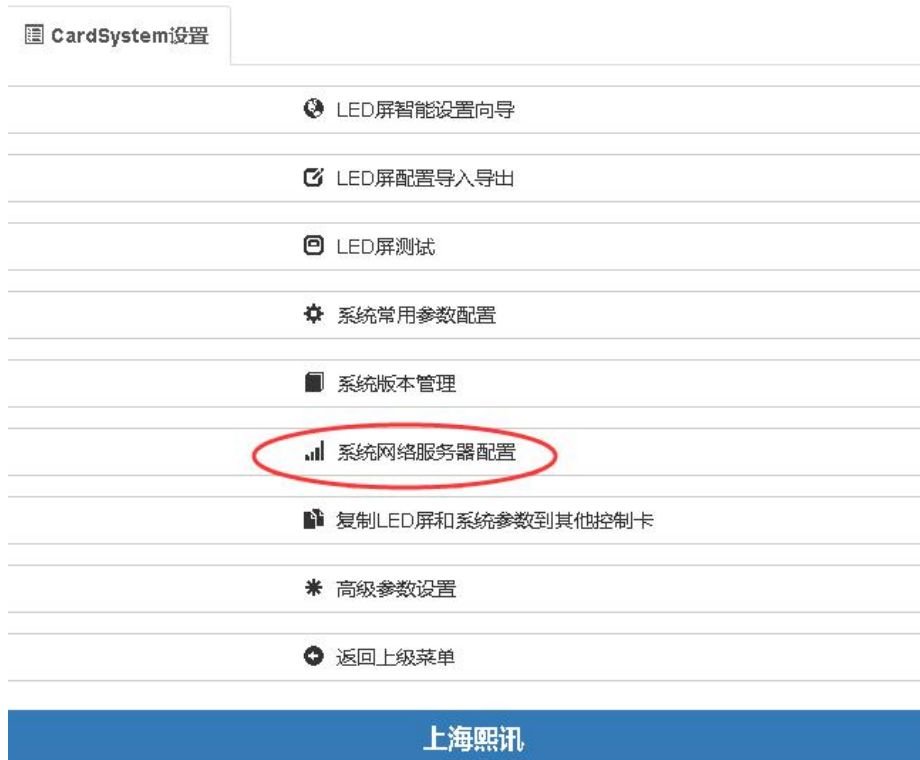 CardSystem设置
LED屏智能设置向导
LED屏配置导入导出
LED屏测试
系统常用参数配置
系统版本管理
系统网络服务器配置
复制LED屏和系统参数到其他控制卡
高级参数设置
返回上级菜单
上海熙讯